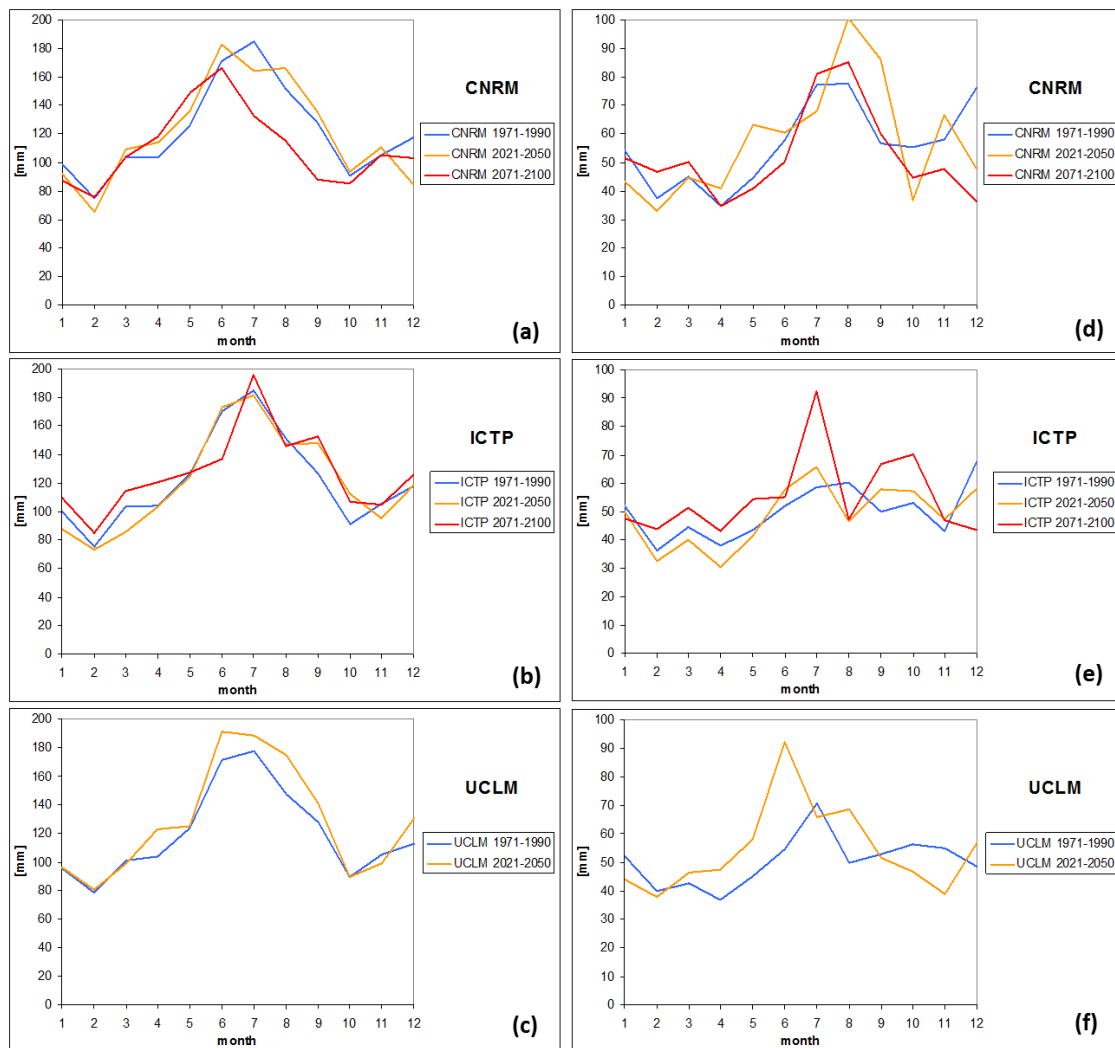 200
180
160
140
120
100
80
60
40
20
0
[mm]
1 2 3 4 5 6 7 8 9 10 11 12
month
CNRM
CNRM 1971-1990
CNRM 2021-2050
CNRM 2071-2100
(a)
100
90
80
70
60
50
40
30
20
10
0
[mm]
1 2 3 4 5 6 7 8 9 10 11 12
month
CNRM
CNRM 1971-1990
CNRM 2021-2050
CNRM 2071-2100
(d)
200
180
160
140
120
100
80
60
40
20
0
[mm]
1 2 3 4 5 6 7 8 9 10 11 12
month
ICTP
ICTP 1971-1990
ICTP 2021-2050
ICTP 2071-2100
(b)
100
90
80
70
60
50
40
30
20
10
0
[mm]
1 2 3 4 5 6 7 8 9 10 11 12
month
ICTP
ICTP 1971-1990
ICTP 2021-2050
ICTP 2071-2100
(e)
200
180
160
140
120
100
80
60
40
20
0
[mm]
1 2 3 4 5 6 7 8 9 10 11 12
month
UCLM
UCLM 1971-1990
UCLM 2021-2050
(c)
100
90
80
70
60
50
40
30
20
10
0
[mm]
1 2 3 4 5 6 7 8 9 10 11 12
month
UCLM
UCLM 1971-1990
UCLM 2021-2050
(f)